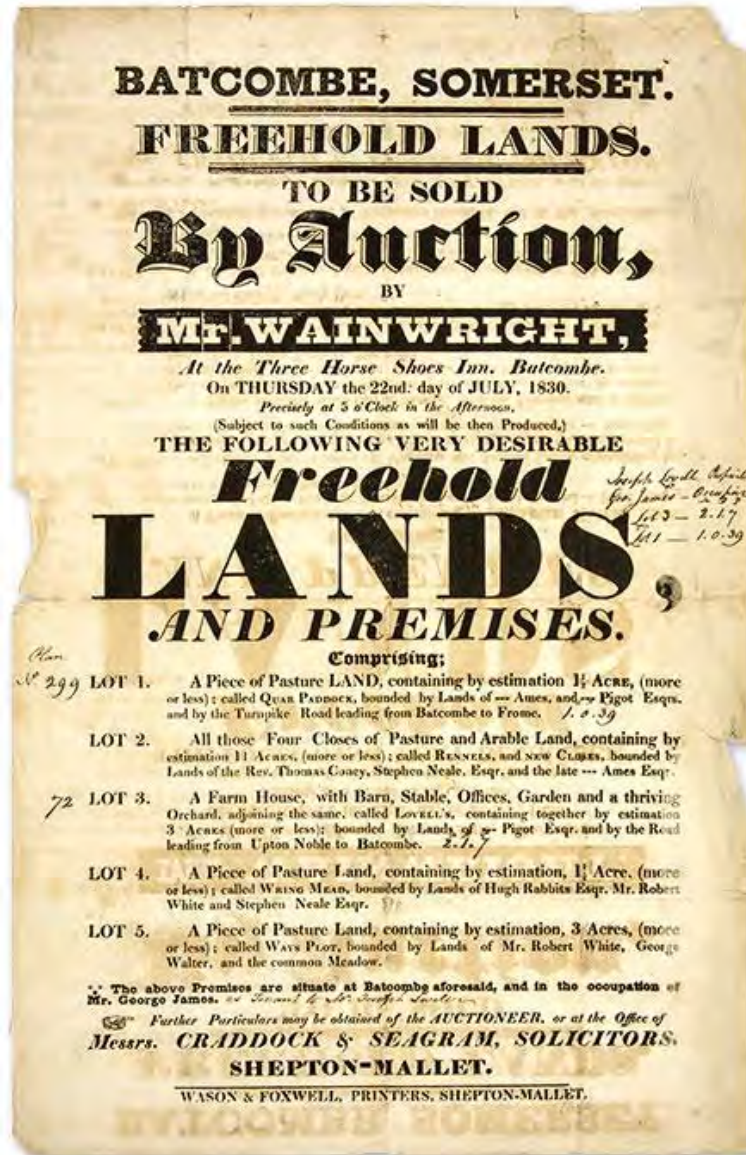 BATCOMBE, SOMERSET.
FREEHOLD LANDS.
TO BE SOLD
By Auction,
BY
Mr. WAINWRIGHT,
At the Three Horse Shoes Inn. Batcombe.
On THURSDAY the 22nd. day of JULY, 1830.
Precisely at 5 o'Clock in the Afternoon,
(Subject to such Conditions as will be then Produced,)
THE FOLLOWING VERY DESIRABLE
Freehold
Joseph Lovell
Geo. James -
Lot 3 — 2.1.7
Lot 1 — 1.0.39
LANDS,
AND PREMISES.
Comprising;
Plan
No. 299 LOT 1. A Piece of Pasture LAND, containing by estimation ACRE, (more
or less); called QUAR PADDOCK, bounded by Lands of --- Ames, and --- Pigot Esqrs.
and by the Turnpike Road leading from Batcombe to Frome. 1.0.39
LOT 2. All those Four Closes of Pasture and Arable Land, containing by
estimation 11 ACRES, (more or less); called RENNELS, and NEW CLOSES, bounded by
Lands of the Rev. Thomas Coney, Stephen Neale, Esqr. and the late --- Ames Esqr.
72 LOT 3. A Farm House, with Barn, Stable, Offices, Garden and a thriving
Orchard, adjoining the same, called LOVELL'S, containing together by estimation
3 ACRES (more or less); bounded by Lands of --- Pigot Esqr. and by the Road
leading from Upton Noble to Batcombe. 2.1.7
LOT 4. A Piece of Pasture Land, containing by estimation, Acre, (more
or less); called WRING MEAD, bounded by Lands of Hugh Rabbits Esqr. Mr. Robert
White and Stephen Neale Esqr.
LOT 5. A Piece of Pasture Land, containing by estimation, 3 Acres, (more
or less); called WAYS PLOT, bounded by Lands of Mr. Robert White, George
Walter, and the common Meadow.
The above Premises are situate at Batcombe aforesaid, and in the occupation of
Mr. George James. as Tenant to Mr. Joseph
Further Particulars may be obtained of the AUCTIONEER, or at the Office of
Messrs. CRADDOCK & SEAGRAM, SOLICITORS,
SHEPTON-MALLET.
WASON & FOXWELL, PRINTERS, SHEPTON-MALLET.